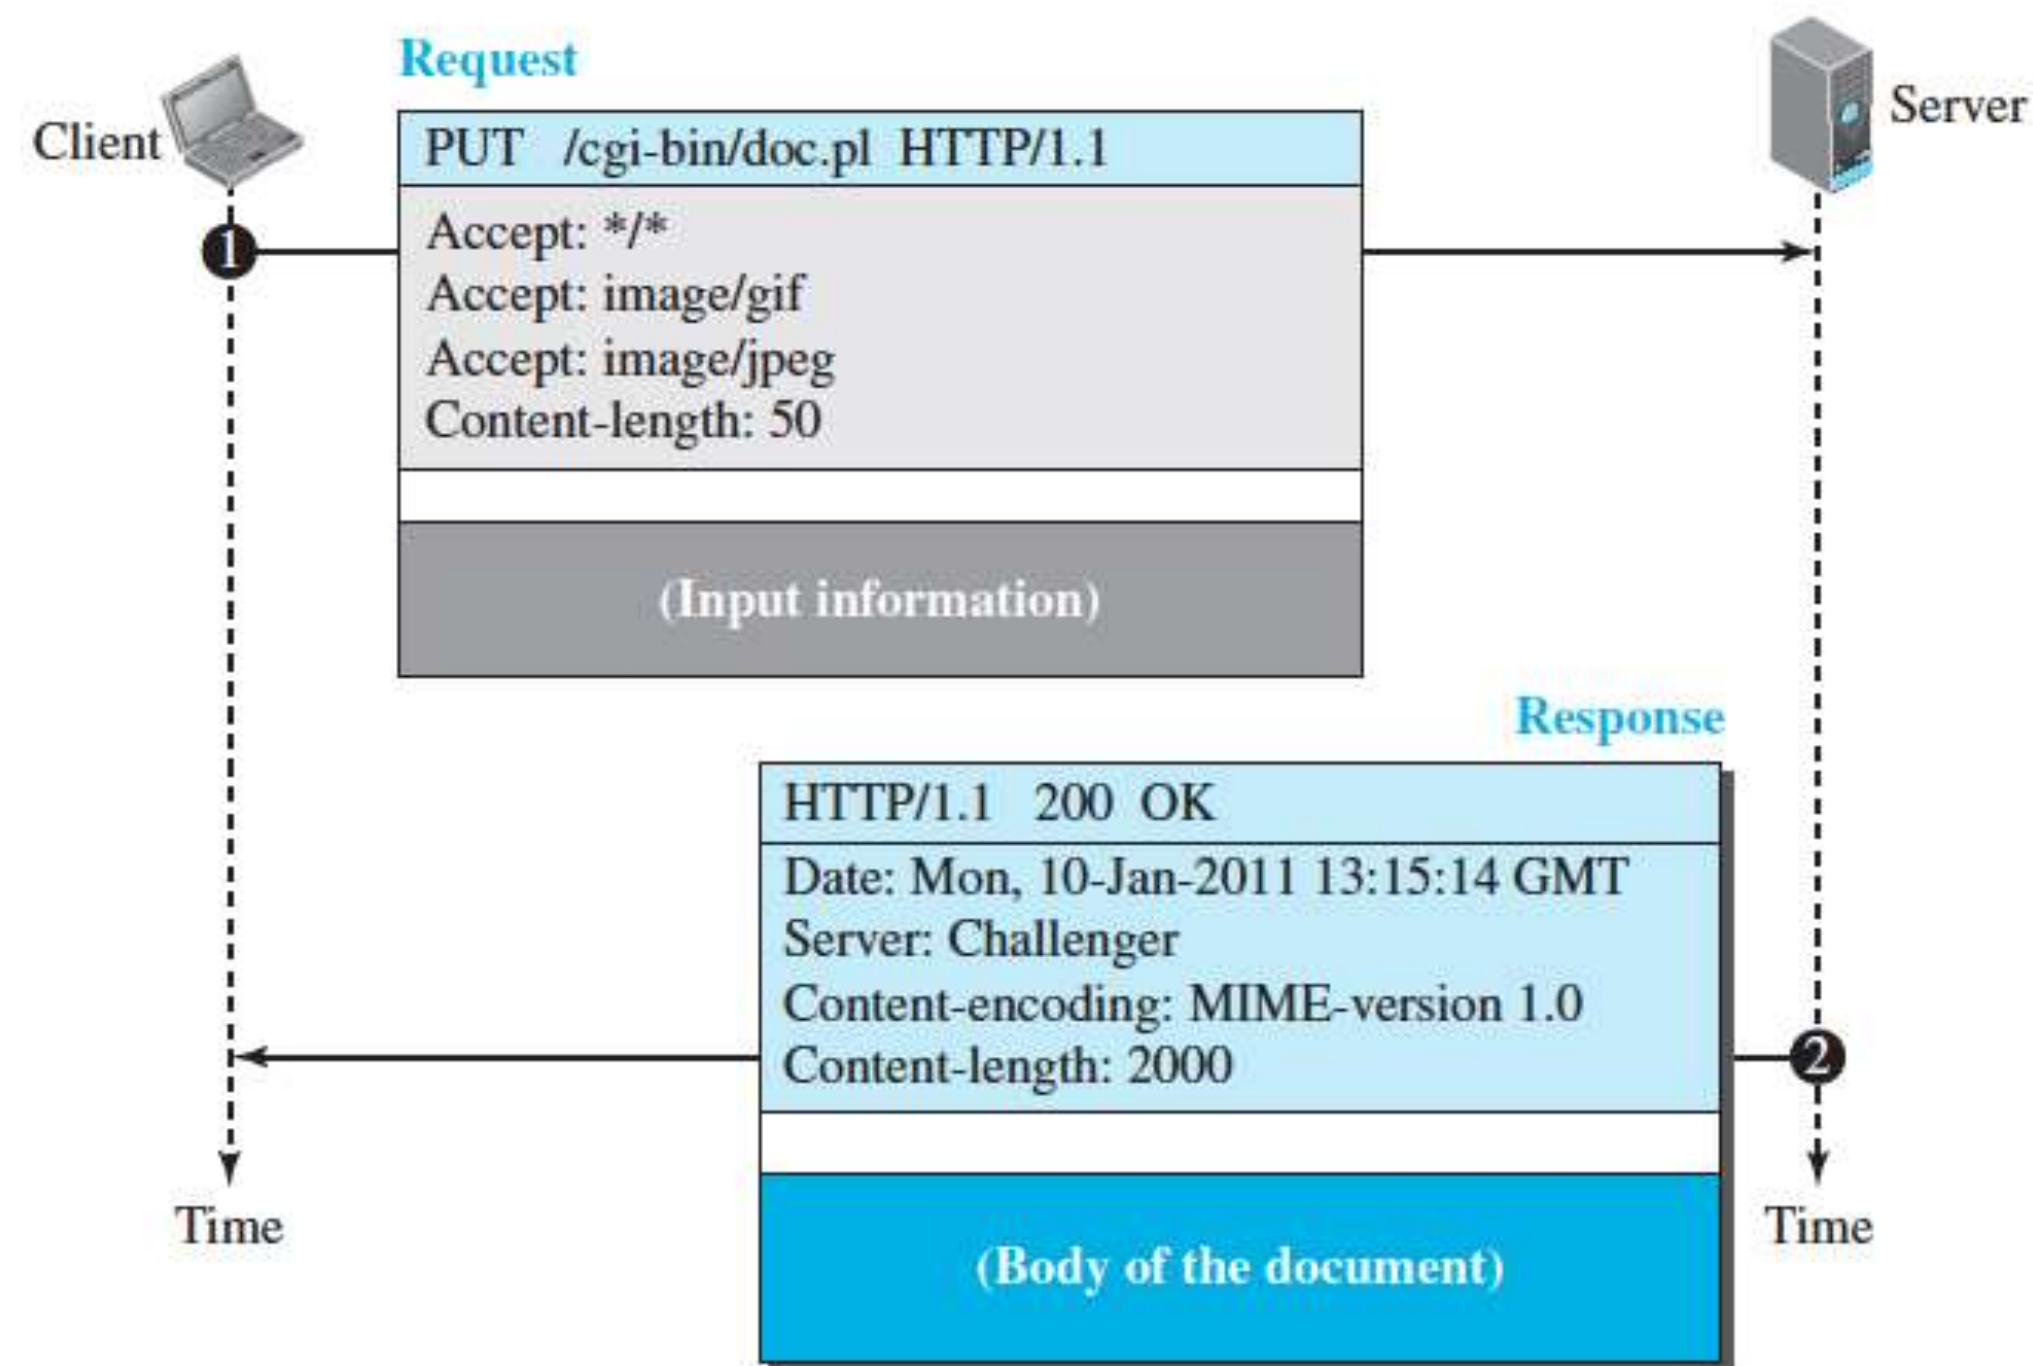 Request
Client
Server
PUT /cgi-bin/doc.pl HTTP/1.1
Accept: */*
1
Accept: image/gif
Accept: image/jpeg
Content-length: 50
(Input information)
Response
HTTP/1.1 200 OK
Date: Mon, 10-Jan-2011 13:15:14 GMT
Server: Challenger
Content-encoding: MIME-version 1.0
Content-length: 2000
2
Time
Time
(Body of the document)